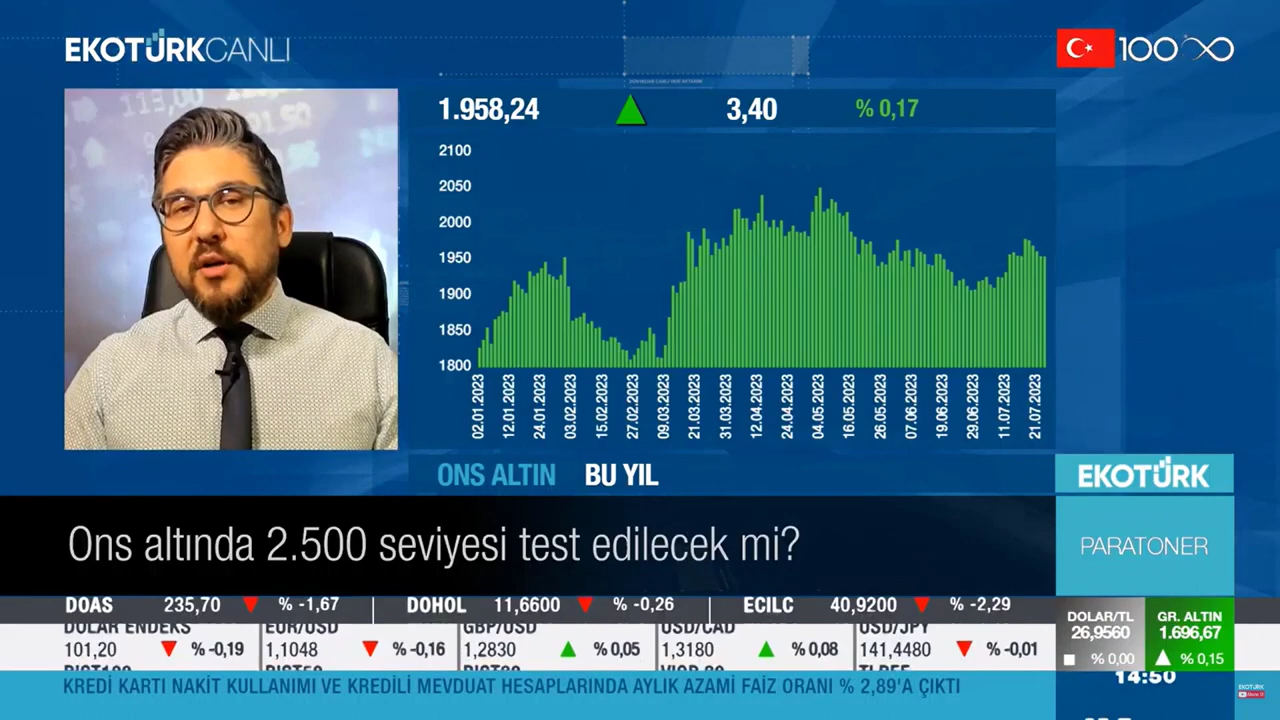 EKOTÜRK CANLI
100
1.958,24 3,40 % 0,17
2100
2050
2000
1950
1900
1850
1800
02.01.2023
12.01.2023
24.01.2023
03.02.2023
15.02.2023
27.02.2023
09.03.2023
21.03.2023
31.03.2023
12.04.2023
24.04.2023
04.05.2023
16.05.2023
26.05.2023
07.06.2023
19.06.2023
29.06.2023
11.07.2023
21.07.2023
ONS ALTIN BU YIL
EKOTÜRK
Ons altında 2.500 seviyesi test edilecek mi?
PARATONER
DOAS 235,70 % -1,67
DOHOL 11,6600 % -0,26
ECILC 40,9200 % -2,29
DOLAR ENDEKS
101,20 % -0,19
EUR/USD
1,1048 % -0,16
GBP/USD
1,2830 % 0,05
USD/CAD
1,3180 % 0,08
USD/JPY
141,4480 % -0,01
DOLAR/TL
26,9560
% 0,00
GR. ALTIN
1.696,67
% 0,15
14:50
KREDİ KARTI NAKİT KULLANIMI VE KREDİLİ MEVDUAT HESAPLARINDA AYLIK AZAMİ FAİZ ORANI % 2,89'A ÇIKTI
EKOTÜRK